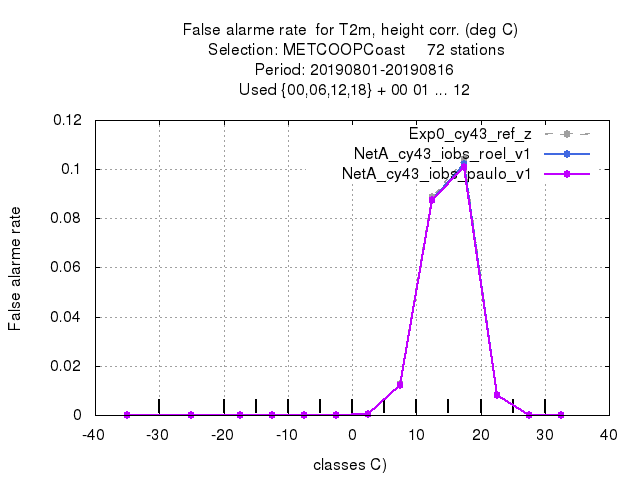 False alarme rate  for T2m, height corr. (deg C)
Selection: METCOOPCoast     72 stations
Period: 20190801-20190816
Used {00,06,12,18} + 00 01 ... 12
Exp0_cy43_ref_z
NetA_cy43_iobs_roel_v1
NetA_cy43_iobs_paulo_v1
0.12
0.1
0.08
0.06
0.04
0.02
0
False alarme rate
-40 -30 -20 -10 0 10 20 30 40
classes C)